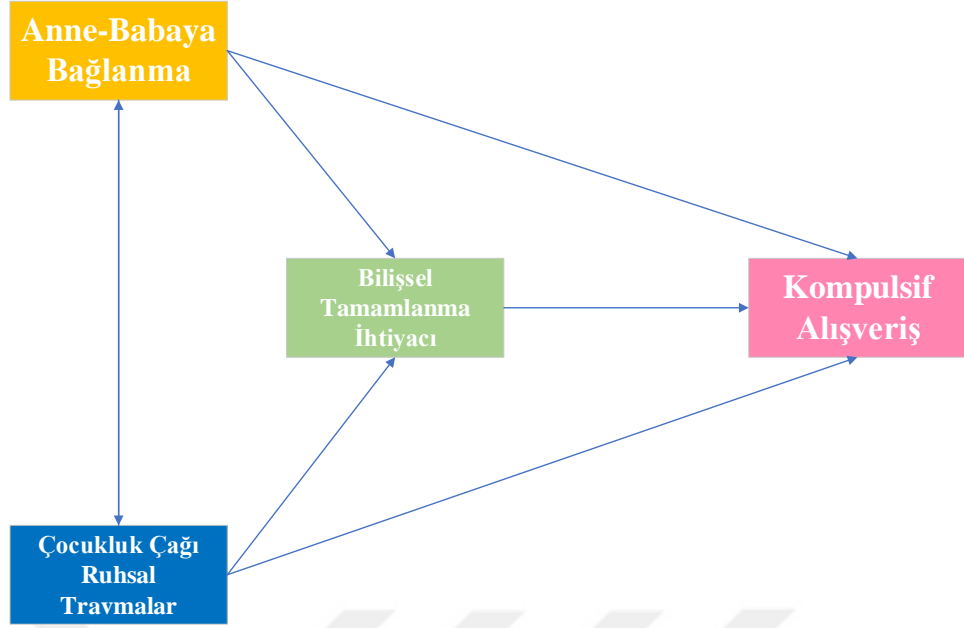 Anne-Babaya
Bağlanma
Bilişsel
Tamamlanma
İhtiyacı
Kompulsif
Alışveriş
Çocukluk Çağı
Ruhsal
Travmalar